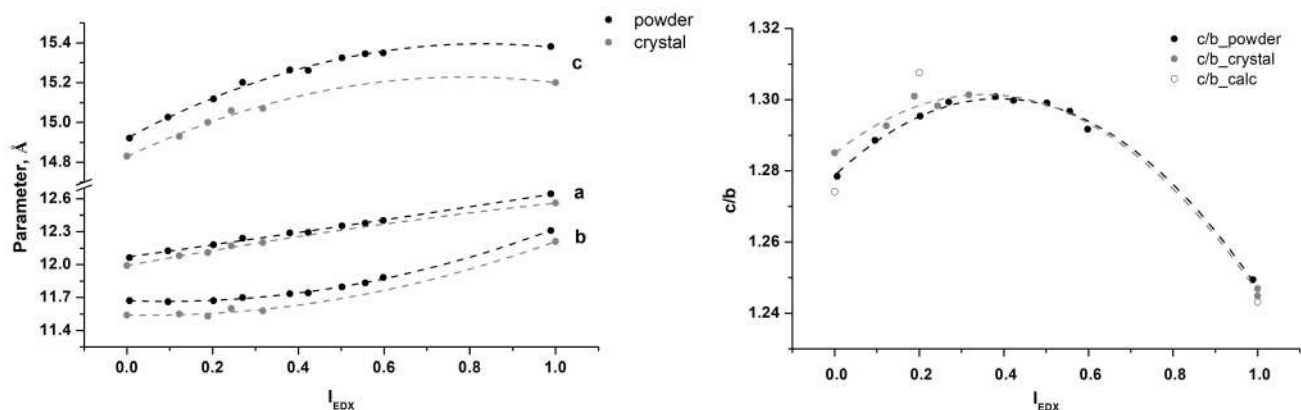 powder
crystal
15.4
15.2
15.0
14.8
12.6
12.3
12.0
11.7
11.4
Parameter, Å
c
a
b
0.0 0.2 0.4 0.6 0.8 1.0
I_EDX
1.32
1.30
1.28
1.26
1.24
c/b
c/b_powder
c/b_crystal
c/b_calc
0.0 0.2 0.4 0.6 0.8 1.0
I_EDX